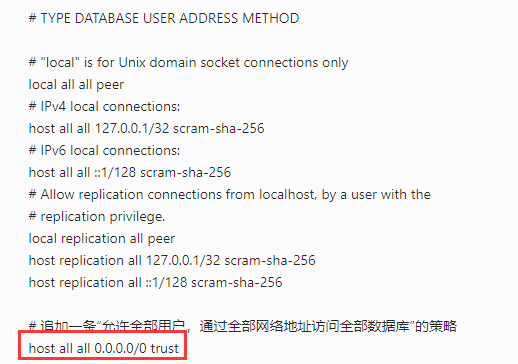 # TYPE DATABASE USER ADDRESS METHOD
# "local" is for Unix domain socket connections only
local all all peer
# IPv4 local connections:
host all all 127.0.0.1/32 scram-sha-256
# IPv6 local connections:
host all all ::1/128 scram-sha-256
# Allow replication connections from localhost, by a user with the
# replication privilege.
local replication all peer
host replication all 127.0.0.1/32 scram-sha-256
host replication all ::1/128 scram-sha-256
# 追加一条“允许全部用户，通过全部网络地址访问全部数据库”的策略
host all all 0.0.0.0/0 trust